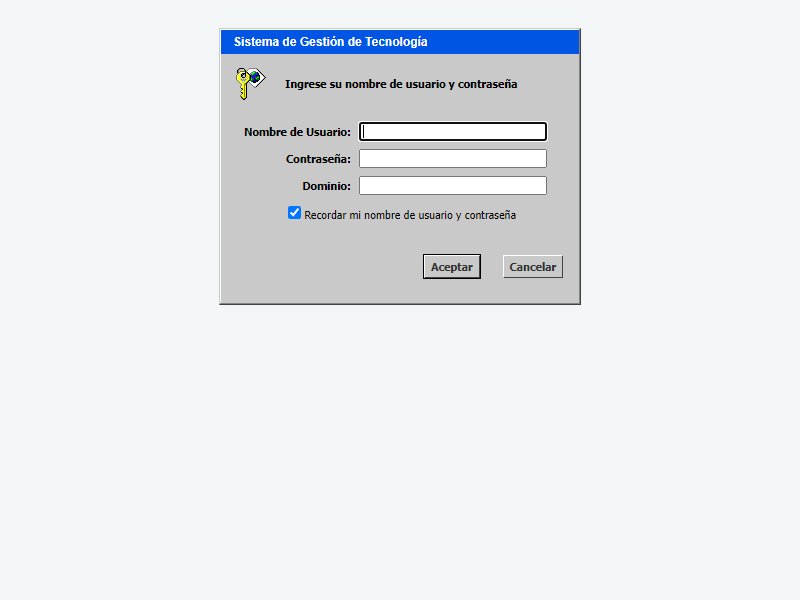 Sistema de Gestión de Tecnología
Ingrese su nombre de usuario y contraseña
Nombre de Usuario:
Contraseña:
Dominio:
Recordar mi nombre de usuario y contraseña
Aceptar Cancelar